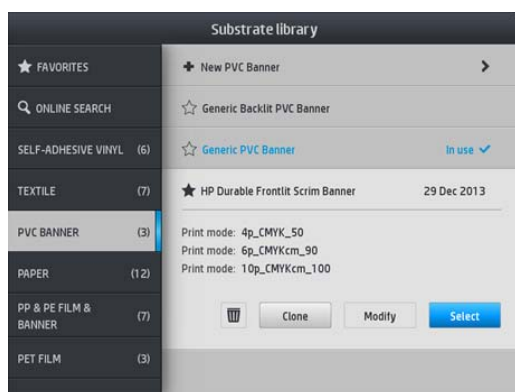 Substrate library
FAVORITES
ONLINE SEARCH
SELF-ADHESIVE VINYL (6)
TEXTILE (7)
PVC BANNER (3)
PAPER (12)
PP & PE FILM &
BANNER (7)
PET FILM (3)
New PVC Banner
Generic Backlit PVC Banner
Generic PVC Banner In use
HP Durable Frontlit Scrim Banner 29 Dec 2013
Print mode: 4p_CMYK_50
Print mode: 6p_CMYKcm_90
Print mode: 10p_CMYKcm_100
Clone Modify Select